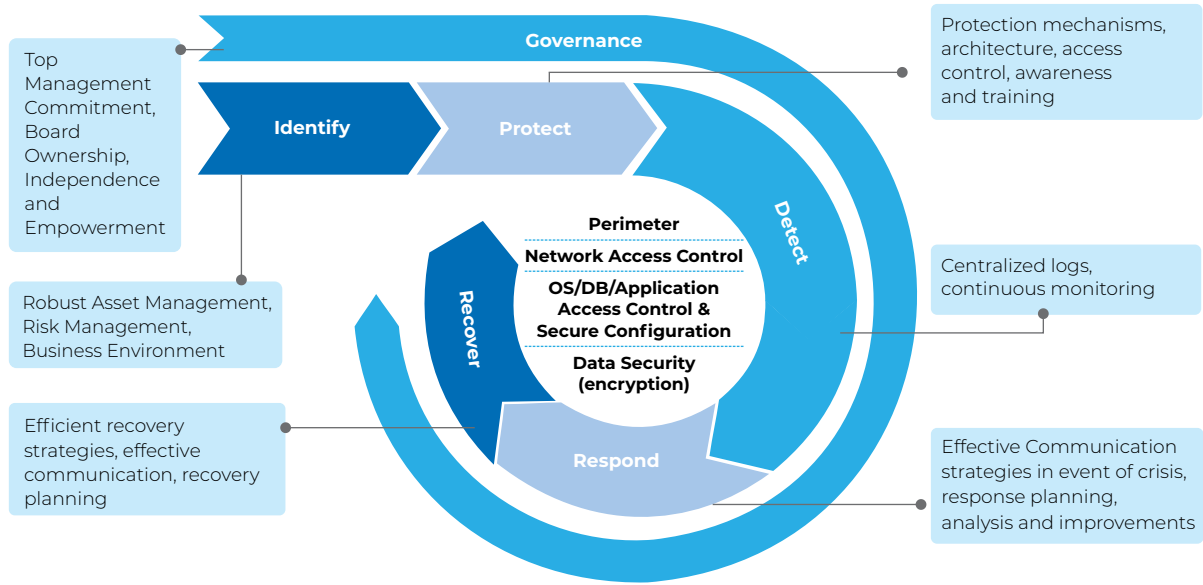 Governance
Top
Management
Commitment,
Board
Ownership,
Independence
and
Empowerment
Protection mechanisms,
architecture, access
control, awareness
and training
Identify
Protect
Detect
Respond
Recover
Perimeter
Network Access Control
OS/DB/Application
Access Control &
Secure Configuration
Data Security
(encryption)
Robust Asset Management,
Risk Management,
Business Environment
Centralized logs,
continuous monitoring
Efficient recovery
strategies, effective
communication, recovery
planning
Effective Communication
strategies in event of crisis,
response planning,
analysis and improvements